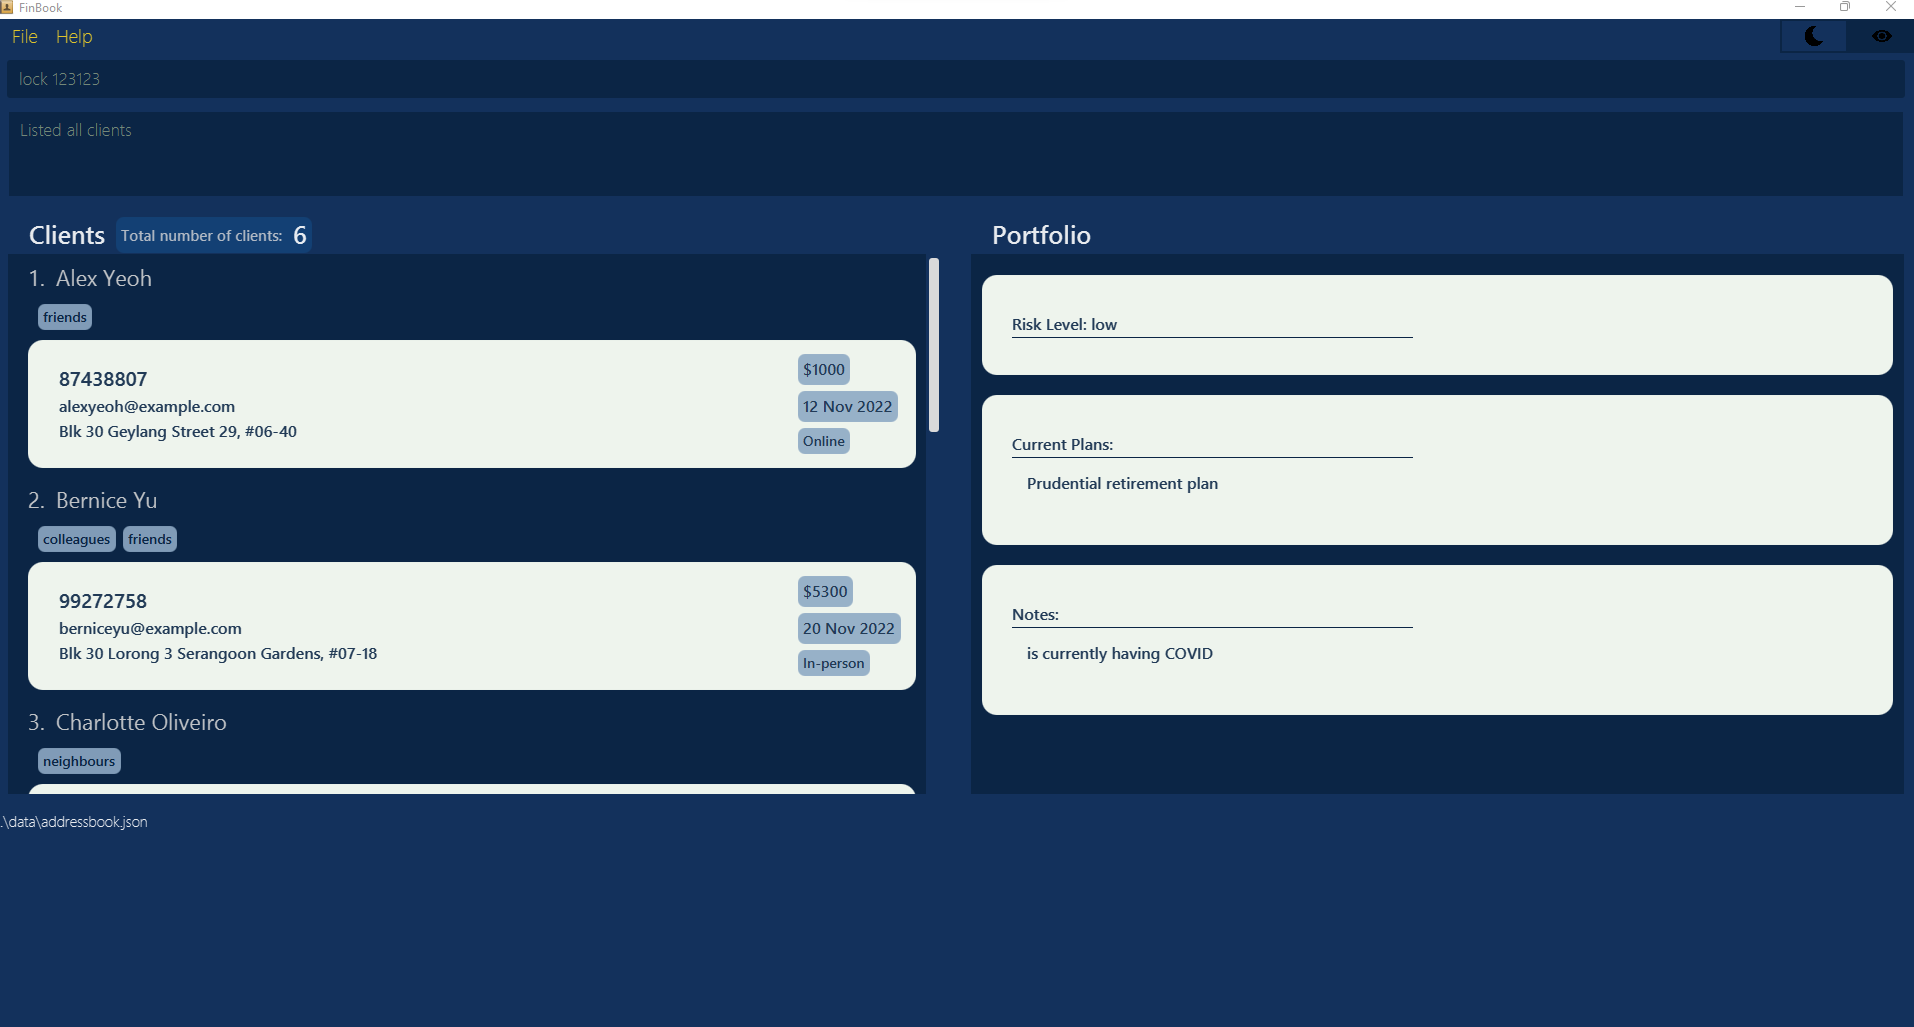 FinBook
File Help
lock 123123
Listed all clients
Clients Total number of clients: 6
1. Alex Yeoh
friends
87438807
alexyeoh@example.com
Blk 30 Geylang Street 29, #06-40
$1000
12 Nov 2022
Online
2. Bernice Yu
colleagues friends
99272758
berniceyu@example.com
Blk 30 Lorong 3 Serangoon Gardens, #07-18
$5300
20 Nov 2022
In-person
3. Charlotte Oliveiro
neighbours
Portfolio
Risk Level: low
Current Plans:
Prudential retirement plan
Notes:
is currently having COVID
.\data\addressbook.json